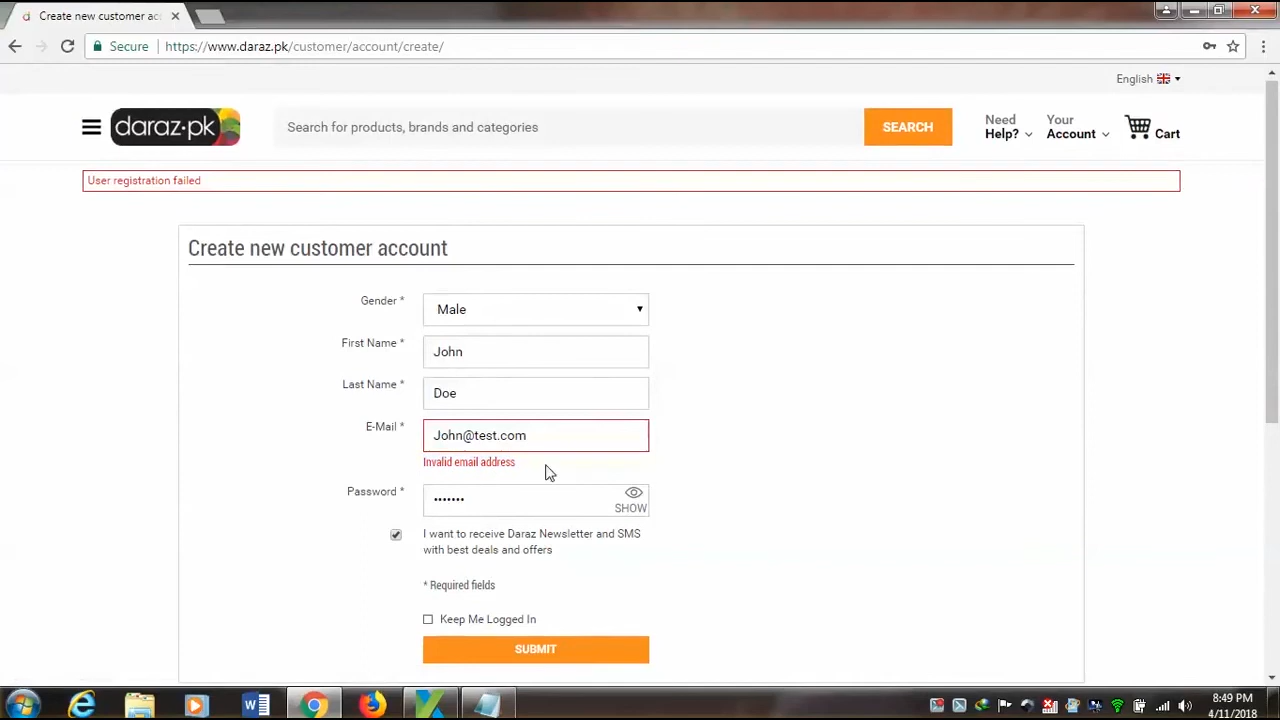 Create new customer ac
Secure https://www.daraz.pk/customer/account/create/
English
daraz.pk
Search for products, brands and categories
SEARCH
Need Help?
Your Account
Cart
User registration failed
Create new customer account
Gender * Male
First Name * John
Last Name * Doe
E-Mail * John@test.com
Invalid email address
Password * •••••••
SHOW
I want to receive Daraz Newsletter and SMS
with best deals and offers
* Required fields
Keep Me Logged In
SUBMIT
8:49 PM
4/11/2018